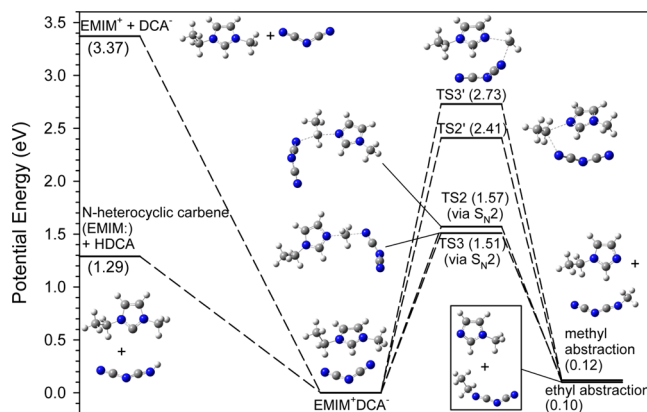 Potential Energy (eV)
3.5
3.0
2.5
2.0
1.5
1.0
0.5
0.0
EMIM⁺ + DCA⁻
(3.37)
+
N-heterocyclic carbene
(EMIM:)
+ HDCA
(1.29)
+
EMIM⁺DCA⁻
TS3' (2.73)
TS2' (2.41)
TS2 (1.57)
(via S_N2)
TS3 (1.51)
(via S_N2)
+
+
methyl
abstraction
(0.12)
ethyl abstraction
(0.10)